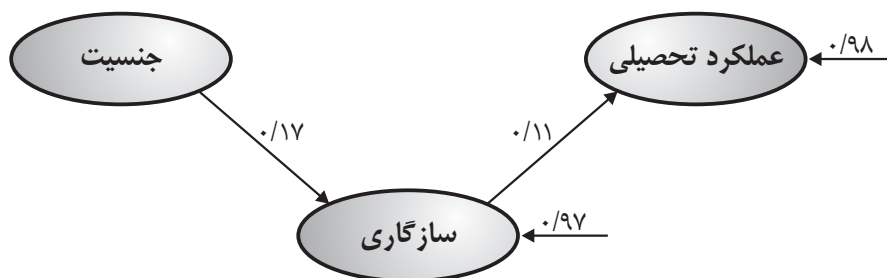 جنسیت
عملکرد تحصیلی
۰/۹۸
۰/۱۷
۰/۱۱
سازگاری
۰/۹۷